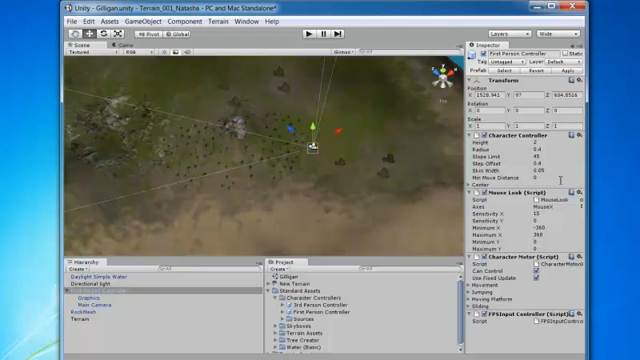 Unity - Gilligan.unity - Terrain_001_Natasha - PC and Mac Standalone*
File Edit Assets GameObject Component Terrain Window Help
Pivot Global Layers Wide
Scene Game
Textured RGB Gizmos All
Inspector
First Person Controller
Tag Untagged Layer Default
Prefab Select Revert Apply
Transform
Position
X 1528.941 Y 97 Z 604.8516
Rotation
X 0 Y 0 Z 0
Scale
X 1 Y 1 Z 1
Character Controller
Height 2
Radius 0.4
Slope Limit 45
Step Offset 0.4
Skin Width 0.05
Min Move Distance 0
Center
Mouse Look (Script)
Script MouseLook
Axes MouseX
Sensitivity X 15
Sensitivity Y 0
Minimum X -360
Maximum X 360
Minimum Y 0
Maximum Y 0
Character Motor (Script)
Script CharacterMotor
Can Control
Use Fixed Update
Movement
Jumping
Moving Platform
Sliding
FPSInput Controller (Script)
Script FPSInputContro
Hierarchy
Create All
Daylight Simple Water
Directional light
First Person Controller
Graphics
Main Camera
RockMesh
Terrain
Project
Create All
Gilligan
New Terrain
Standard Assets
Character Controllers
3rd Person Controller
First Person Controller
Sources
Skyboxes
Terrain Assets
Tree Creator
Water (Basic)